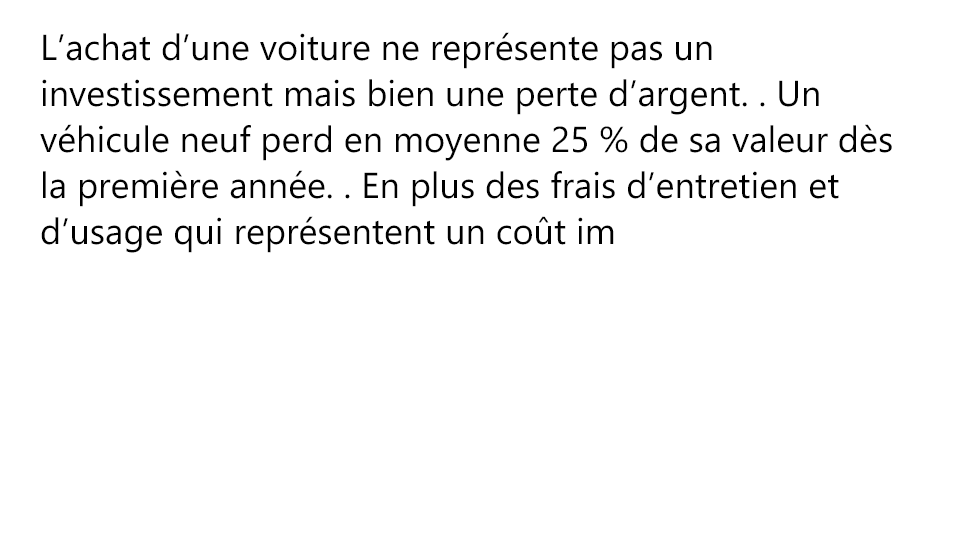 L’achat d’une voiture ne représente pas un
investissement mais bien une perte d’argent. . Un
véhicule neuf perd en moyenne 25 % de sa valeur dès
la première année. . En plus des frais d’entretien et
d’usage qui représentent un coût im